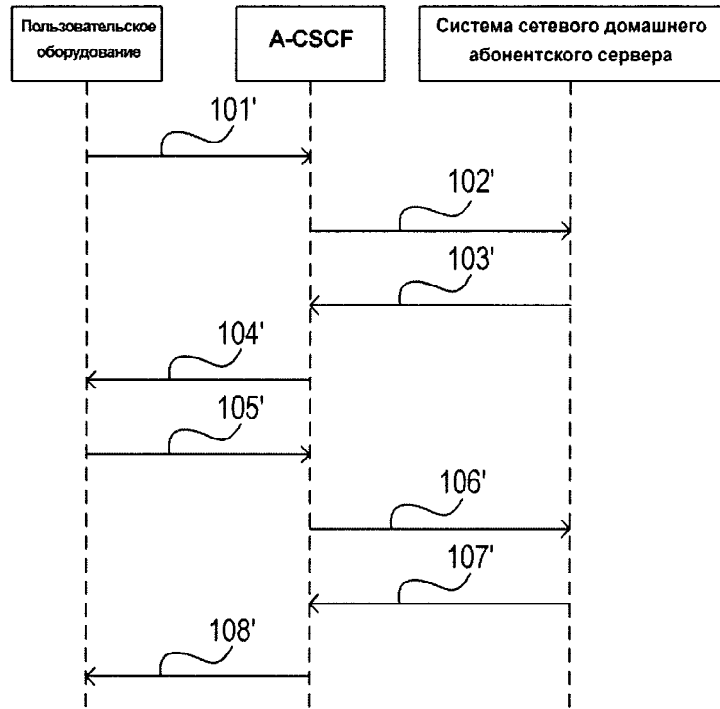 Пользовательское
оборудование
A-CSCF
Система сетевого домашнего
абонентского сервера
101'
102'
103'
104'
105'
106'
107'
108'